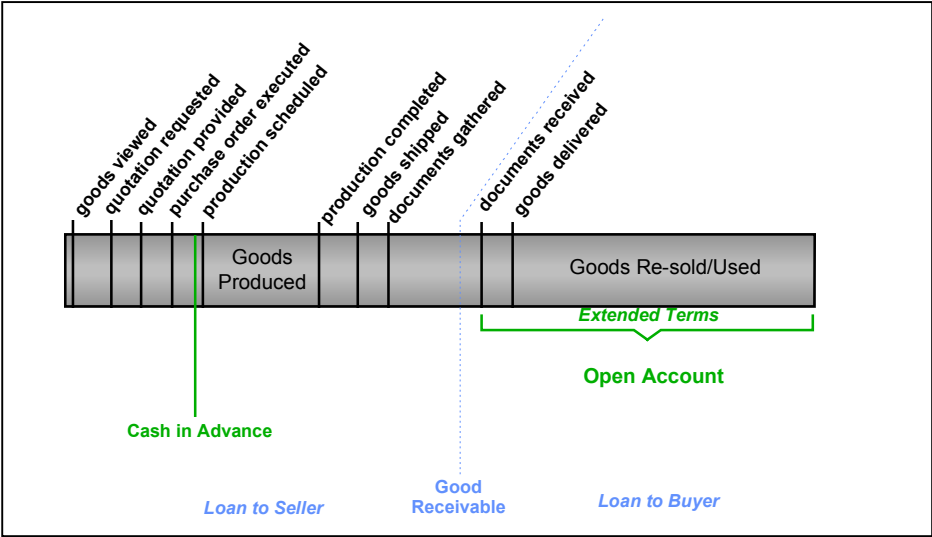 goods viewed
quotation requested
quotation provided
purchase order executed
production scheduled
production completed
goods shipped
documents gathered
documents received
goods delivered
Goods
Produced
Goods Re-sold/Used
Extended Terms
Open Account
Cash in Advance
Loan to Seller
Good
Receivable
Loan to Buyer